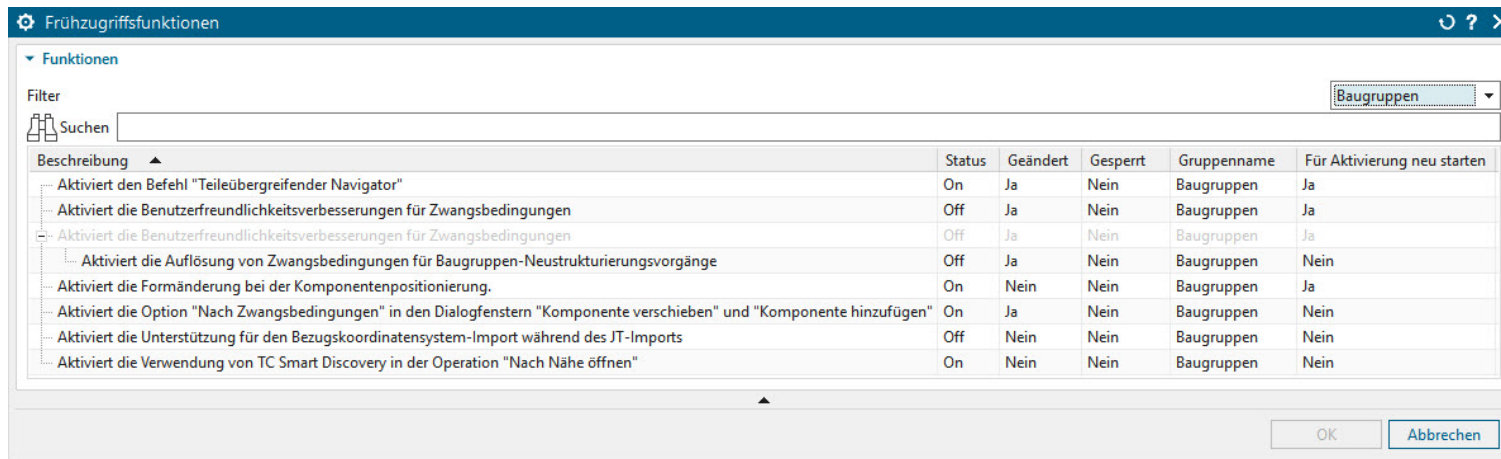 Frühzugriffsfunktionen
Funktionen
Filter Baugruppen
Suchen
Beschreibung Status Geändert Gesperrt Gruppenname Für Aktivierung neu starten
Aktiviert den Befehl "Teileübergreifender Navigator" On Ja Nein Baugruppen Ja
Aktiviert die Benutzerfreundlichkeitsverbesserungen für Zwangsbedingungen Off Ja Nein Baugruppen Ja
Aktiviert die Benutzerfreundlichkeitsverbesserungen für Zwangsbedingungen Off Ja Nein Baugruppen Ja
Aktiviert die Auflösung von Zwangsbedingungen für Baugruppen-Neustrukturierungsvorgänge Off Ja Nein Baugruppen Nein
Aktiviert die Formänderung bei der Komponentenpositionierung. On Nein Nein Baugruppen Ja
Aktiviert die Option "Nach Zwangsbedingungen" in den Dialogfenstern "Komponente verschieben" und "Komponente hinzufügen" On Ja Nein Baugruppen Nein
Aktiviert die Unterstützung für den Bezugskoordinatensystem-Import während des JT-Imports Off Nein Nein Baugruppen Nein
Aktiviert die Verwendung von TC Smart Discovery in der Operation "Nach Nähe öffnen" On Nein Nein Baugruppen Nein
OK Abbrechen